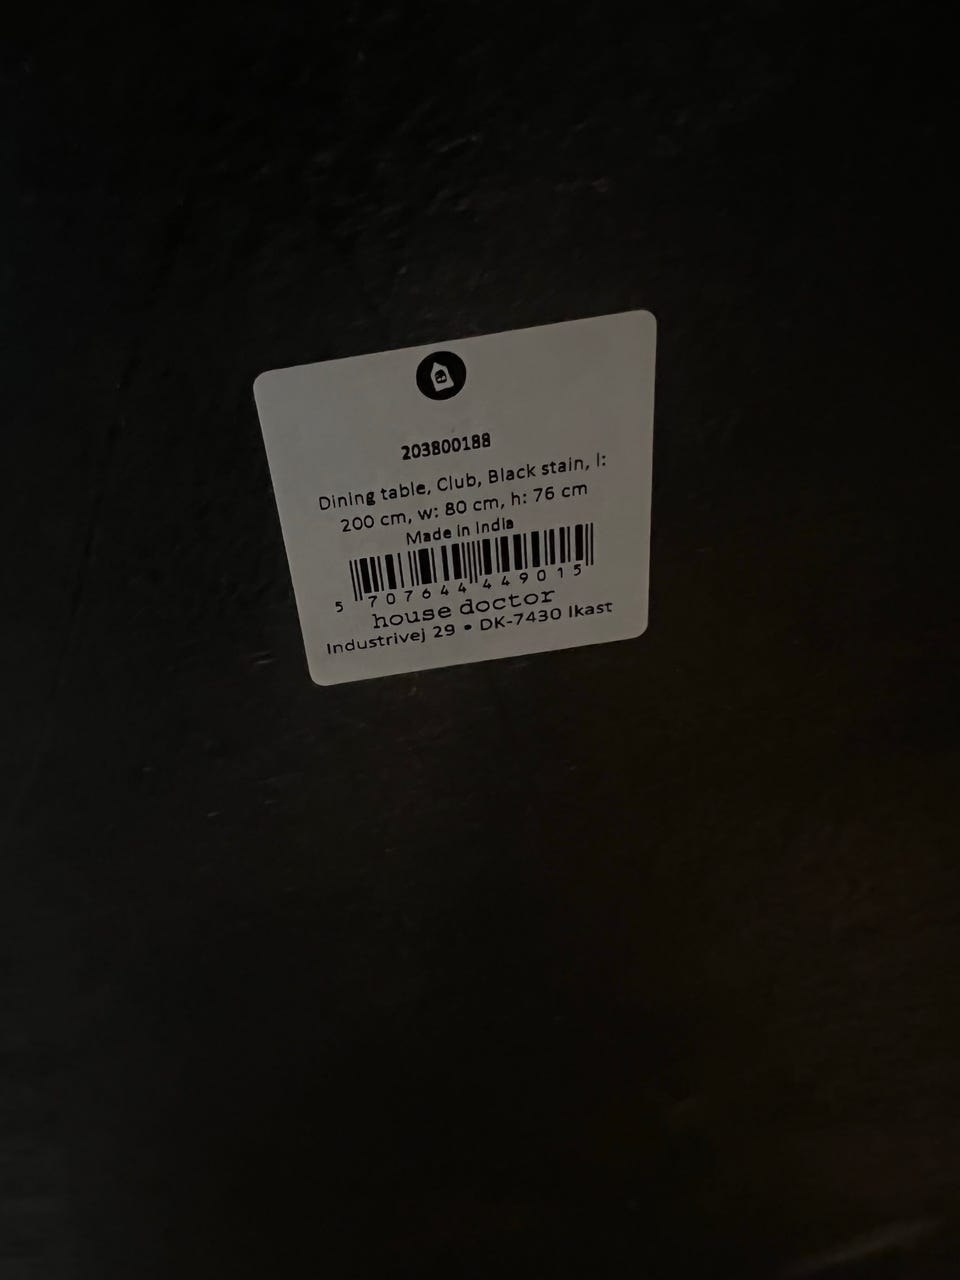 203800188
Dining table, Club, Black stain, l:
200 cm, w: 80 cm, h: 76 cm
Made in India
5 707644 449015
house doctor
Industrivej 29 • DK-7430 Ikast